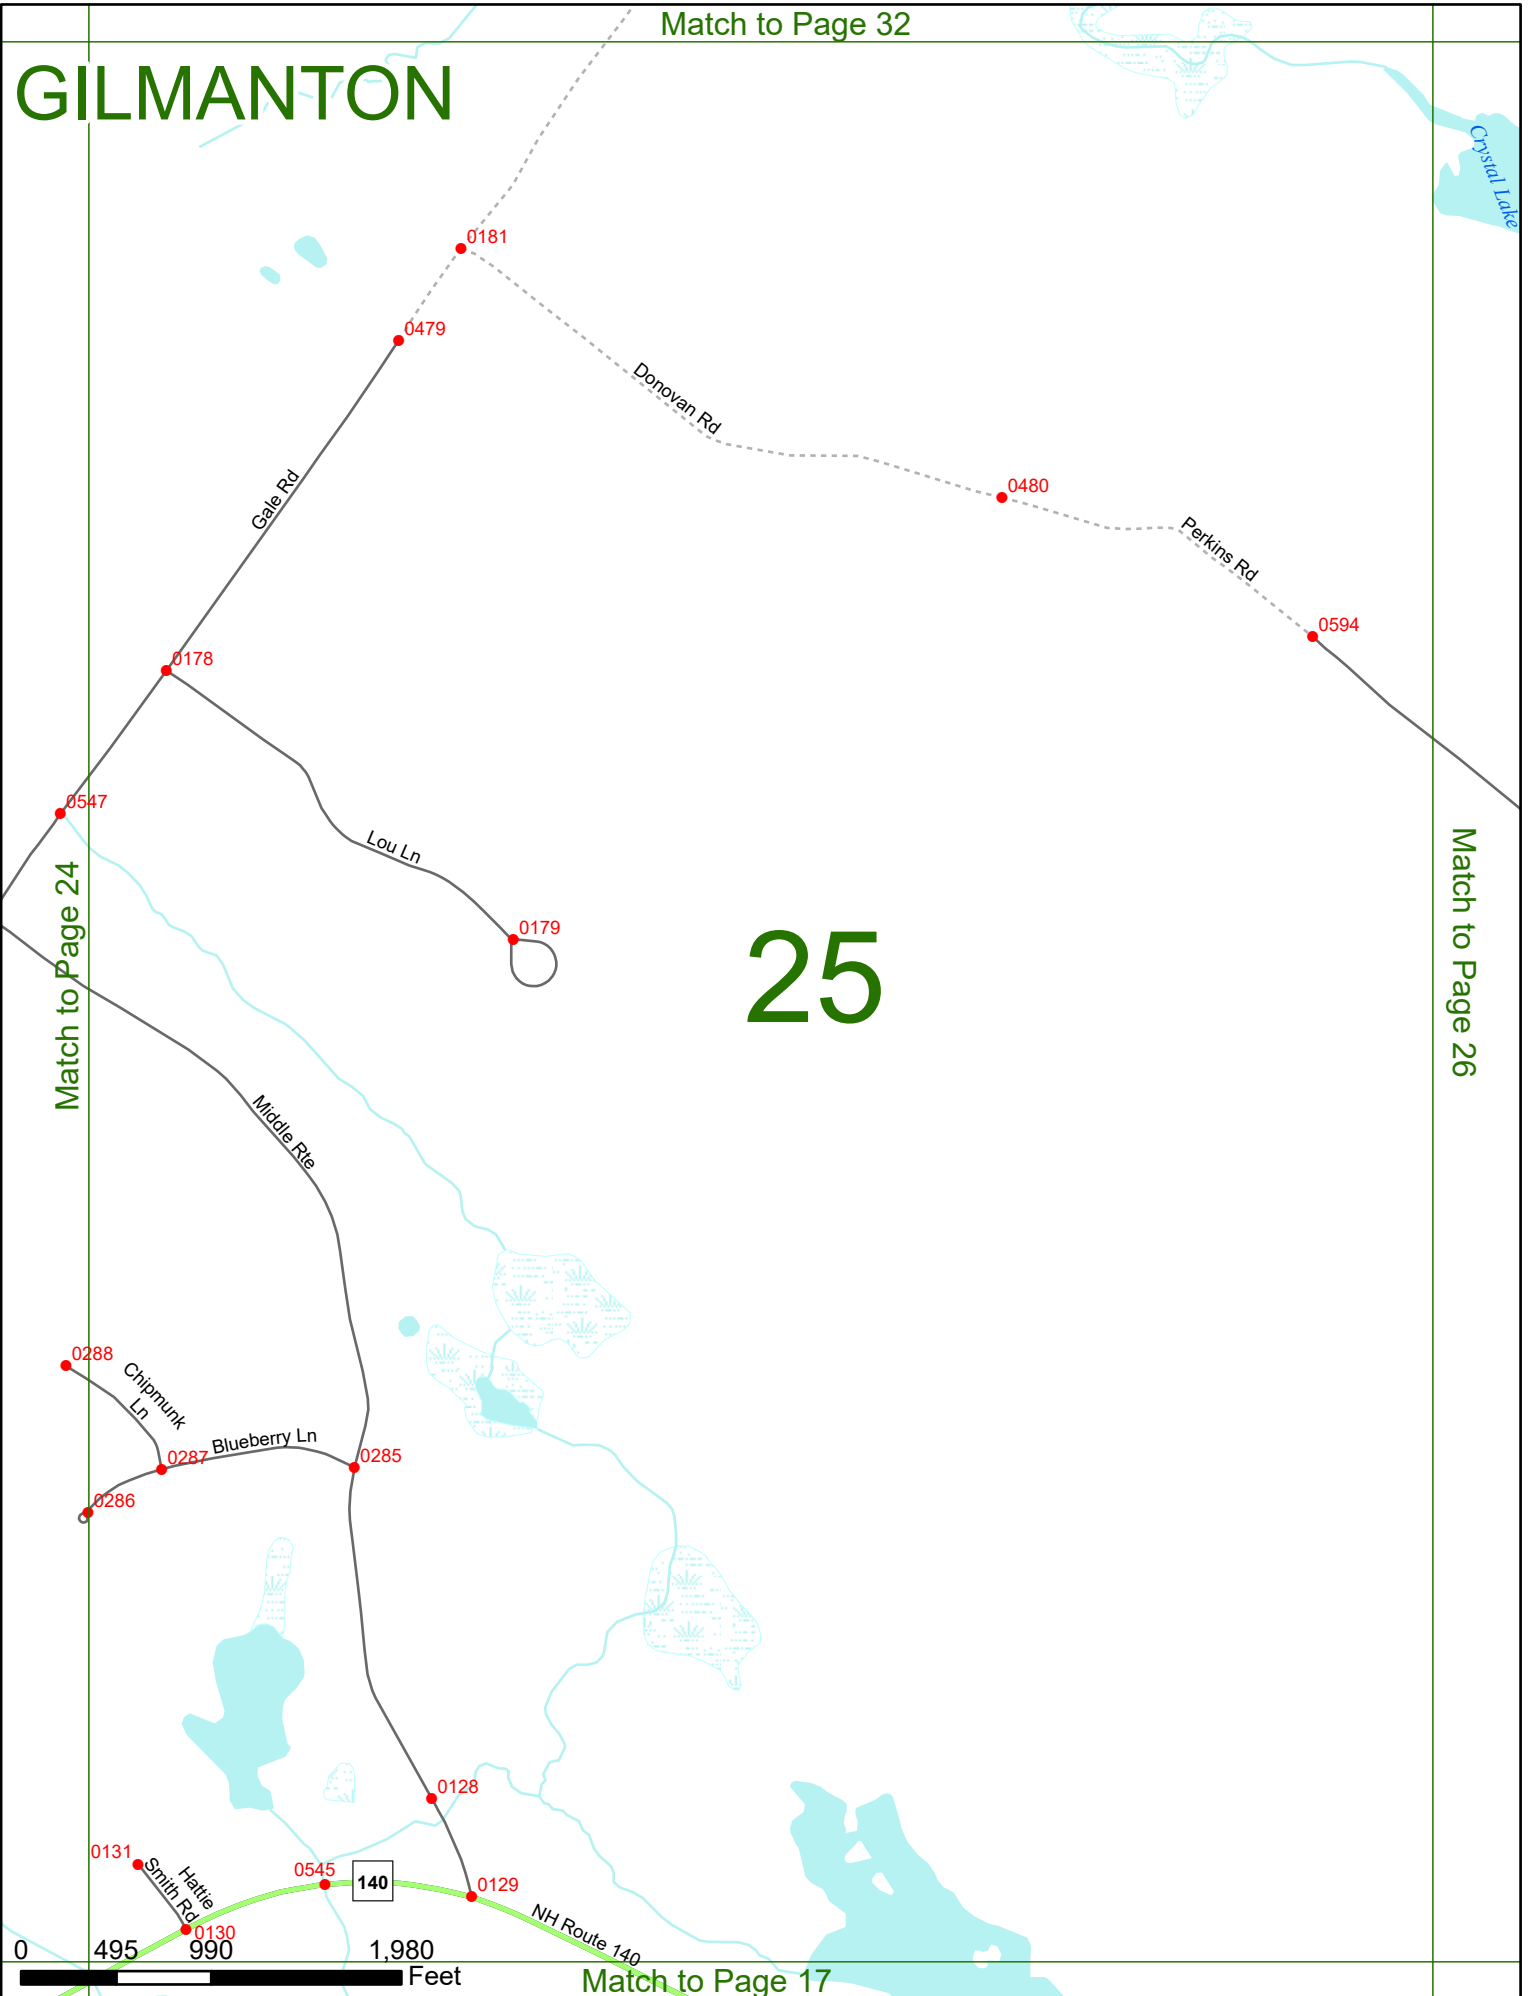 Match to Page 32
GILMANTON
Crystal Lake
0181
0479
Donovan Rd
Gale Rd
0480
Perkins Rd
0594
0178
0547
Lou Ln
Match to Page 24
0179
25
Match to Page 26
Middle Rte
0288
Chipmunk
Ln
Blueberry Ln
0287
0285
0286
0128
0131
Hattie
Smith Rd
0545
140
0129
0130
NH Route 140
0 495 990 1,980
Feet
Match to Page 17